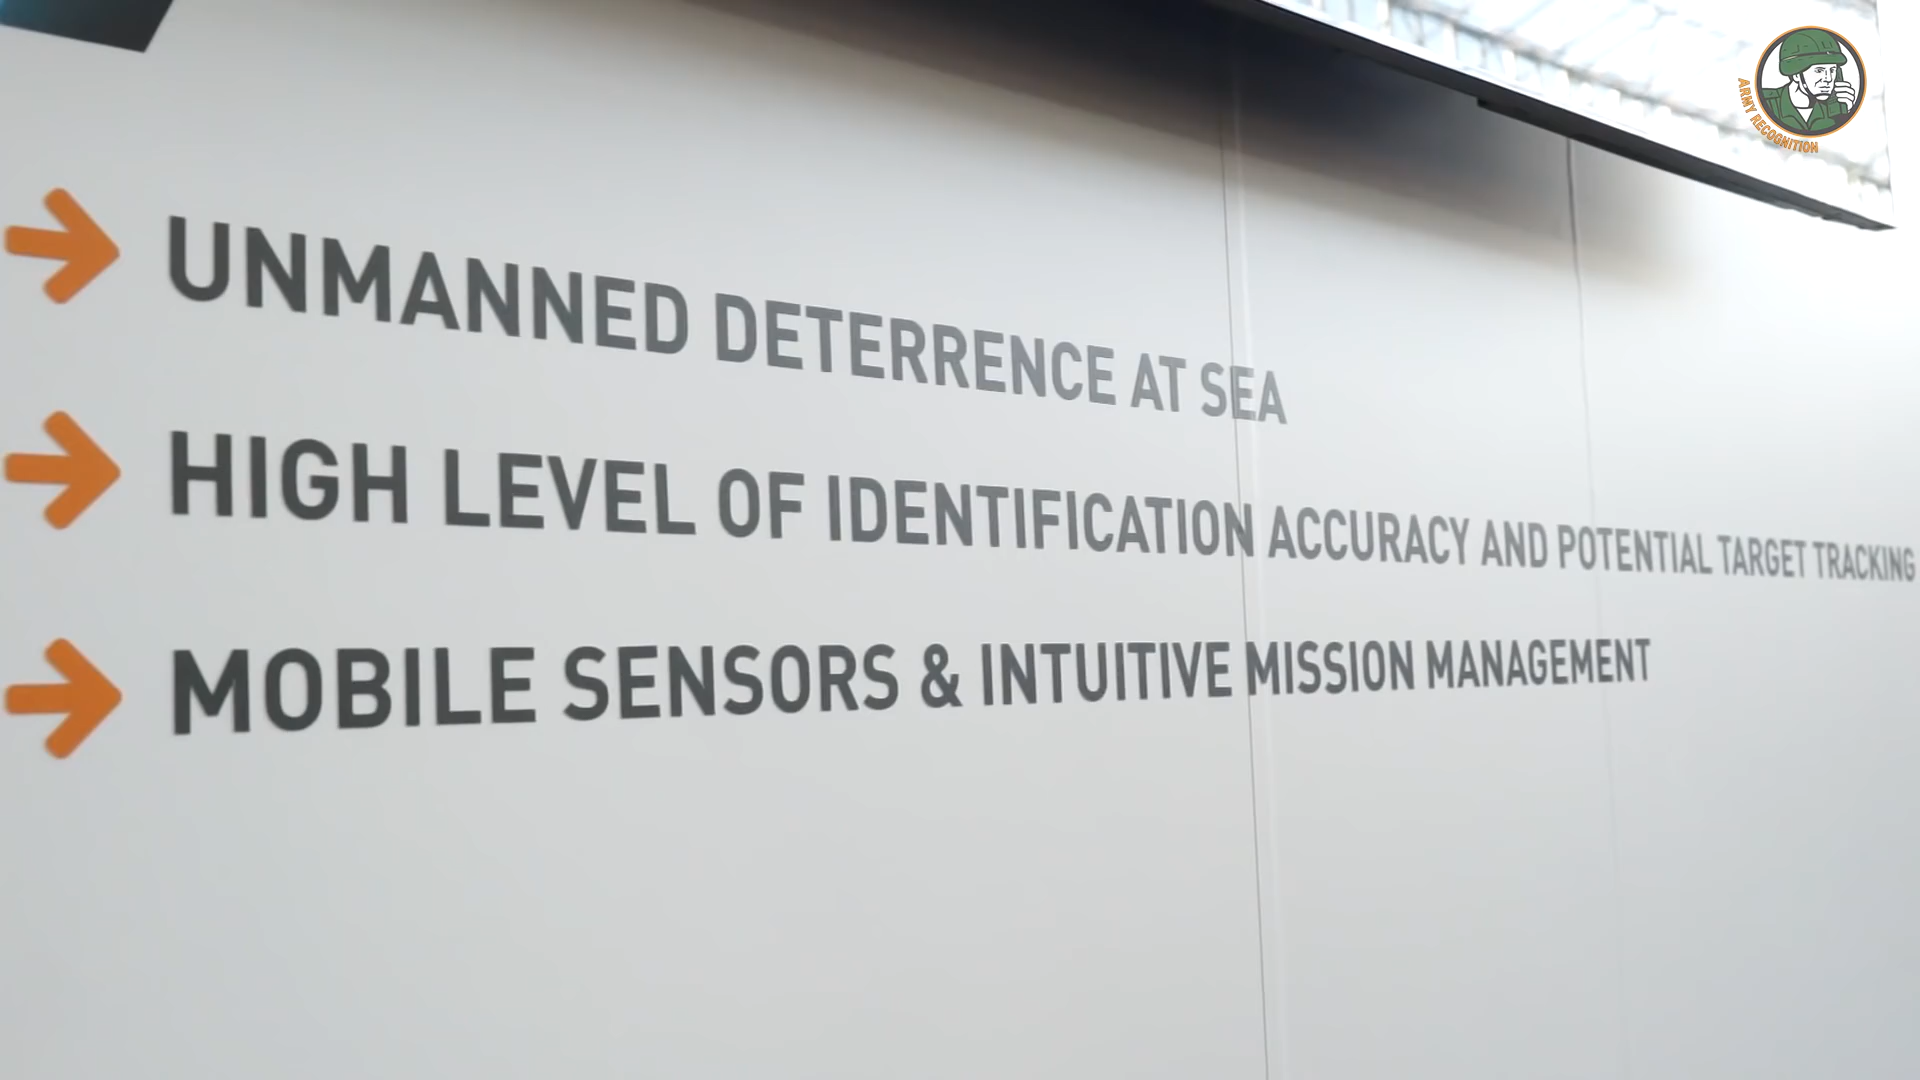 ARMY RECOGNITION
UNMANNED DETERRENCE AT SEA
HIGH LEVEL OF IDENTIFICATION ACCURACY AND POTENTIAL TARGET TRACKING
MOBILE SENSORS & INTUITIVE MISSION MANAGEMENT